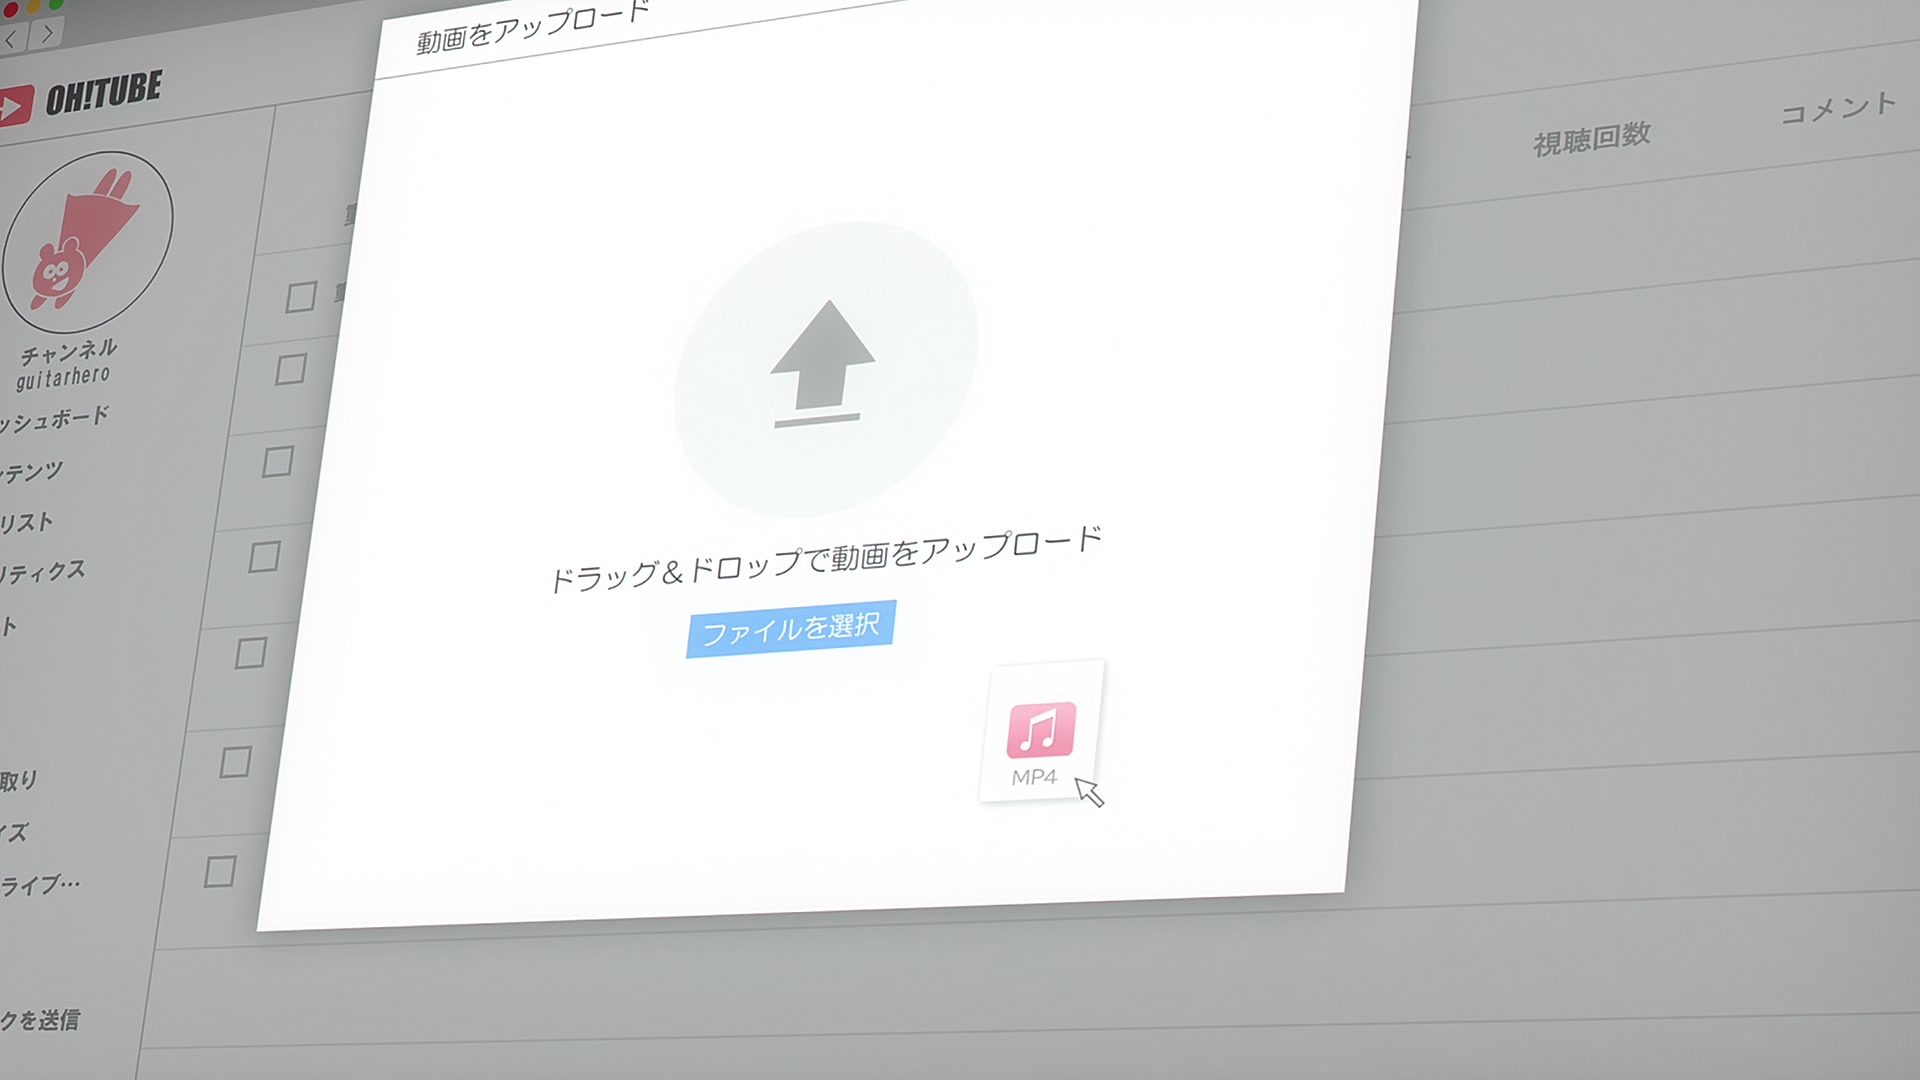 動画をアップロード
OH!TUBE
視聴回数
コメント
チャンネル
guitarhero
ッシュボード
ンテンツ
リスト
リティクス
ト
ドラッグ&ドロップで動画をアップロード
ファイルを選択
MP4
取り
イズ
ライブ…
クを送信